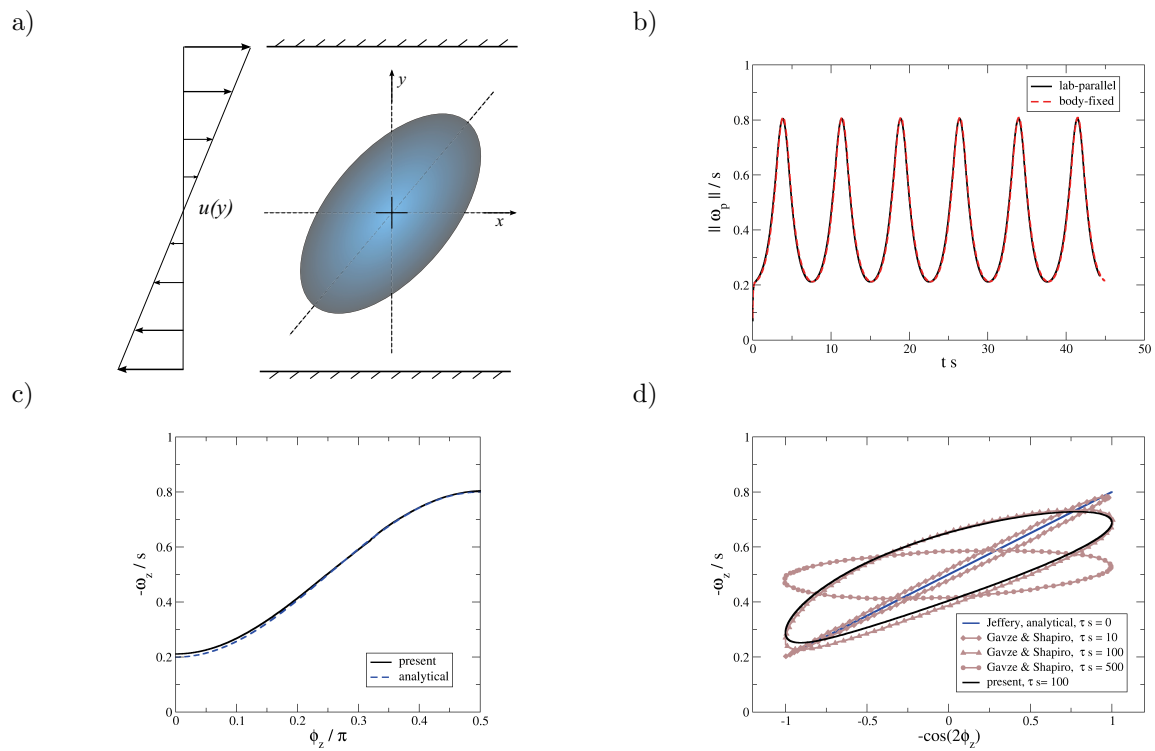 a)
u(y)
y
x
b)
1
0.8
0.6
0.4
0.2
0
|| ω_p || / s
lab-parallel
body-fixed
0
10
20
30
40
50
t s
c)
1
0.8
0.6
0.4
0.2
0
-ω_z / s
present
analytical
0
0.1
0.2
0.3
0.4
0.5
ϕ_z / π
d)
1
0.8
0.6
0.4
0.2
0
-ω_z / s
Jeffery, analytical, τ s = 0
Gavze & Shapiro, τ s = 10
Gavze & Shapiro, τ s = 100
Gavze & Shapiro, τ s = 500
present, τ s= 100
-1
-0.5
0
0.5
1
-cos(2ϕ_z)